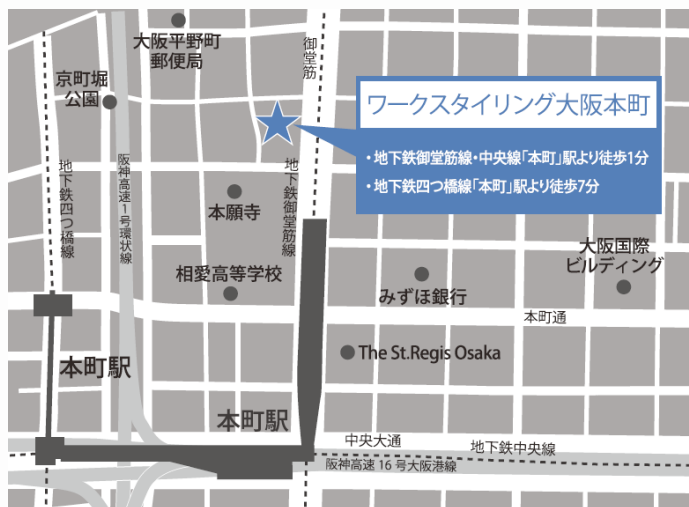 大阪平野町
郵便局
御堂筋
京町堀
公園
ワークスタイリング大阪本町
・地下鉄御堂筋線・中央線「本町」駅より徒歩1分
・地下鉄四つ橋線「本町」駅より徒歩7分
地下鉄四つ橋線
阪神高速1号環状線
地下鉄御堂筋線
本願寺
大阪国際
ビルディング
相愛高等学校
みずほ銀行
本町通
本町駅
The St.Regis Osaka
本町駅
中央大通
地下鉄中央線
阪神高速16号大阪港線